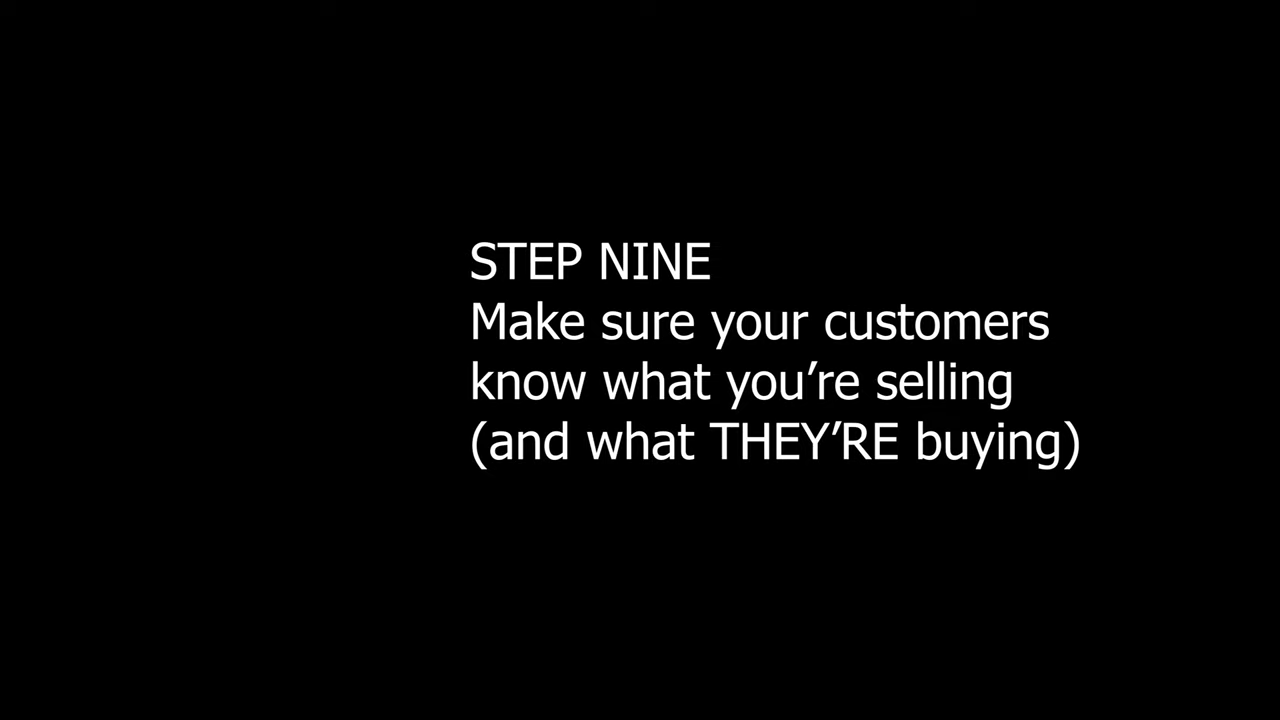 STEP NINE
Make sure your customers
know what you’re selling
(and what THEY’RE buying)